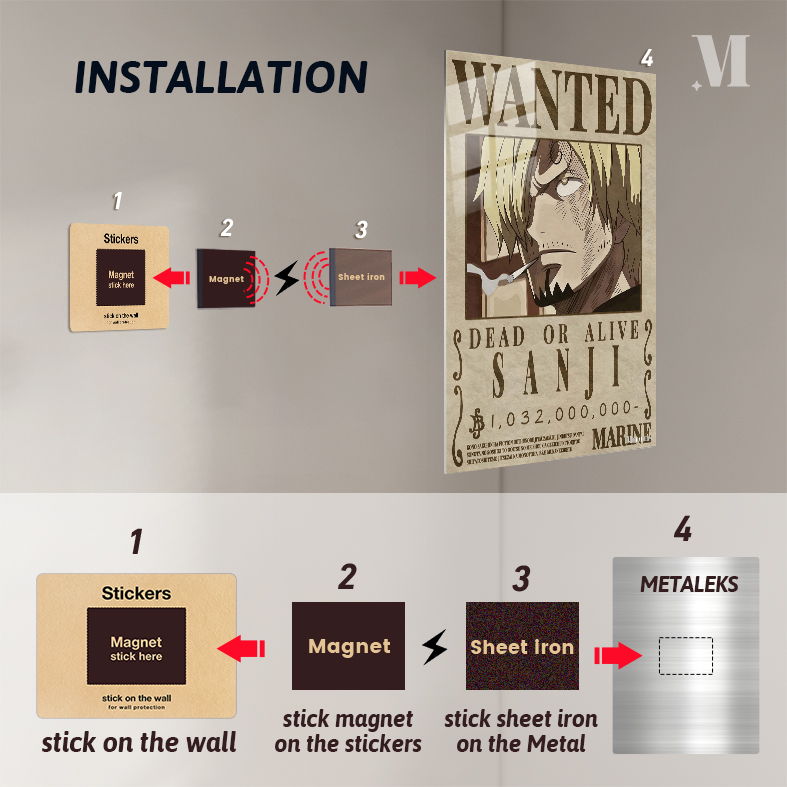 INSTALLATION
M
4
WANTED
DEAD OR ALIVE
SANJI
1,032,000,000-
MARINE
1
Stickers
Magnet
stick here
stick on the wall
for wall protection
2
Magnet
3
Sheet iron
1
Stickers
Magnet
stick here
stick on the wall
for wall protection
stick on the wall
2
Magnet
stick magnet
on the stickers
3
Sheet iron
stick sheet iron
on the Metal
4
METALEKS